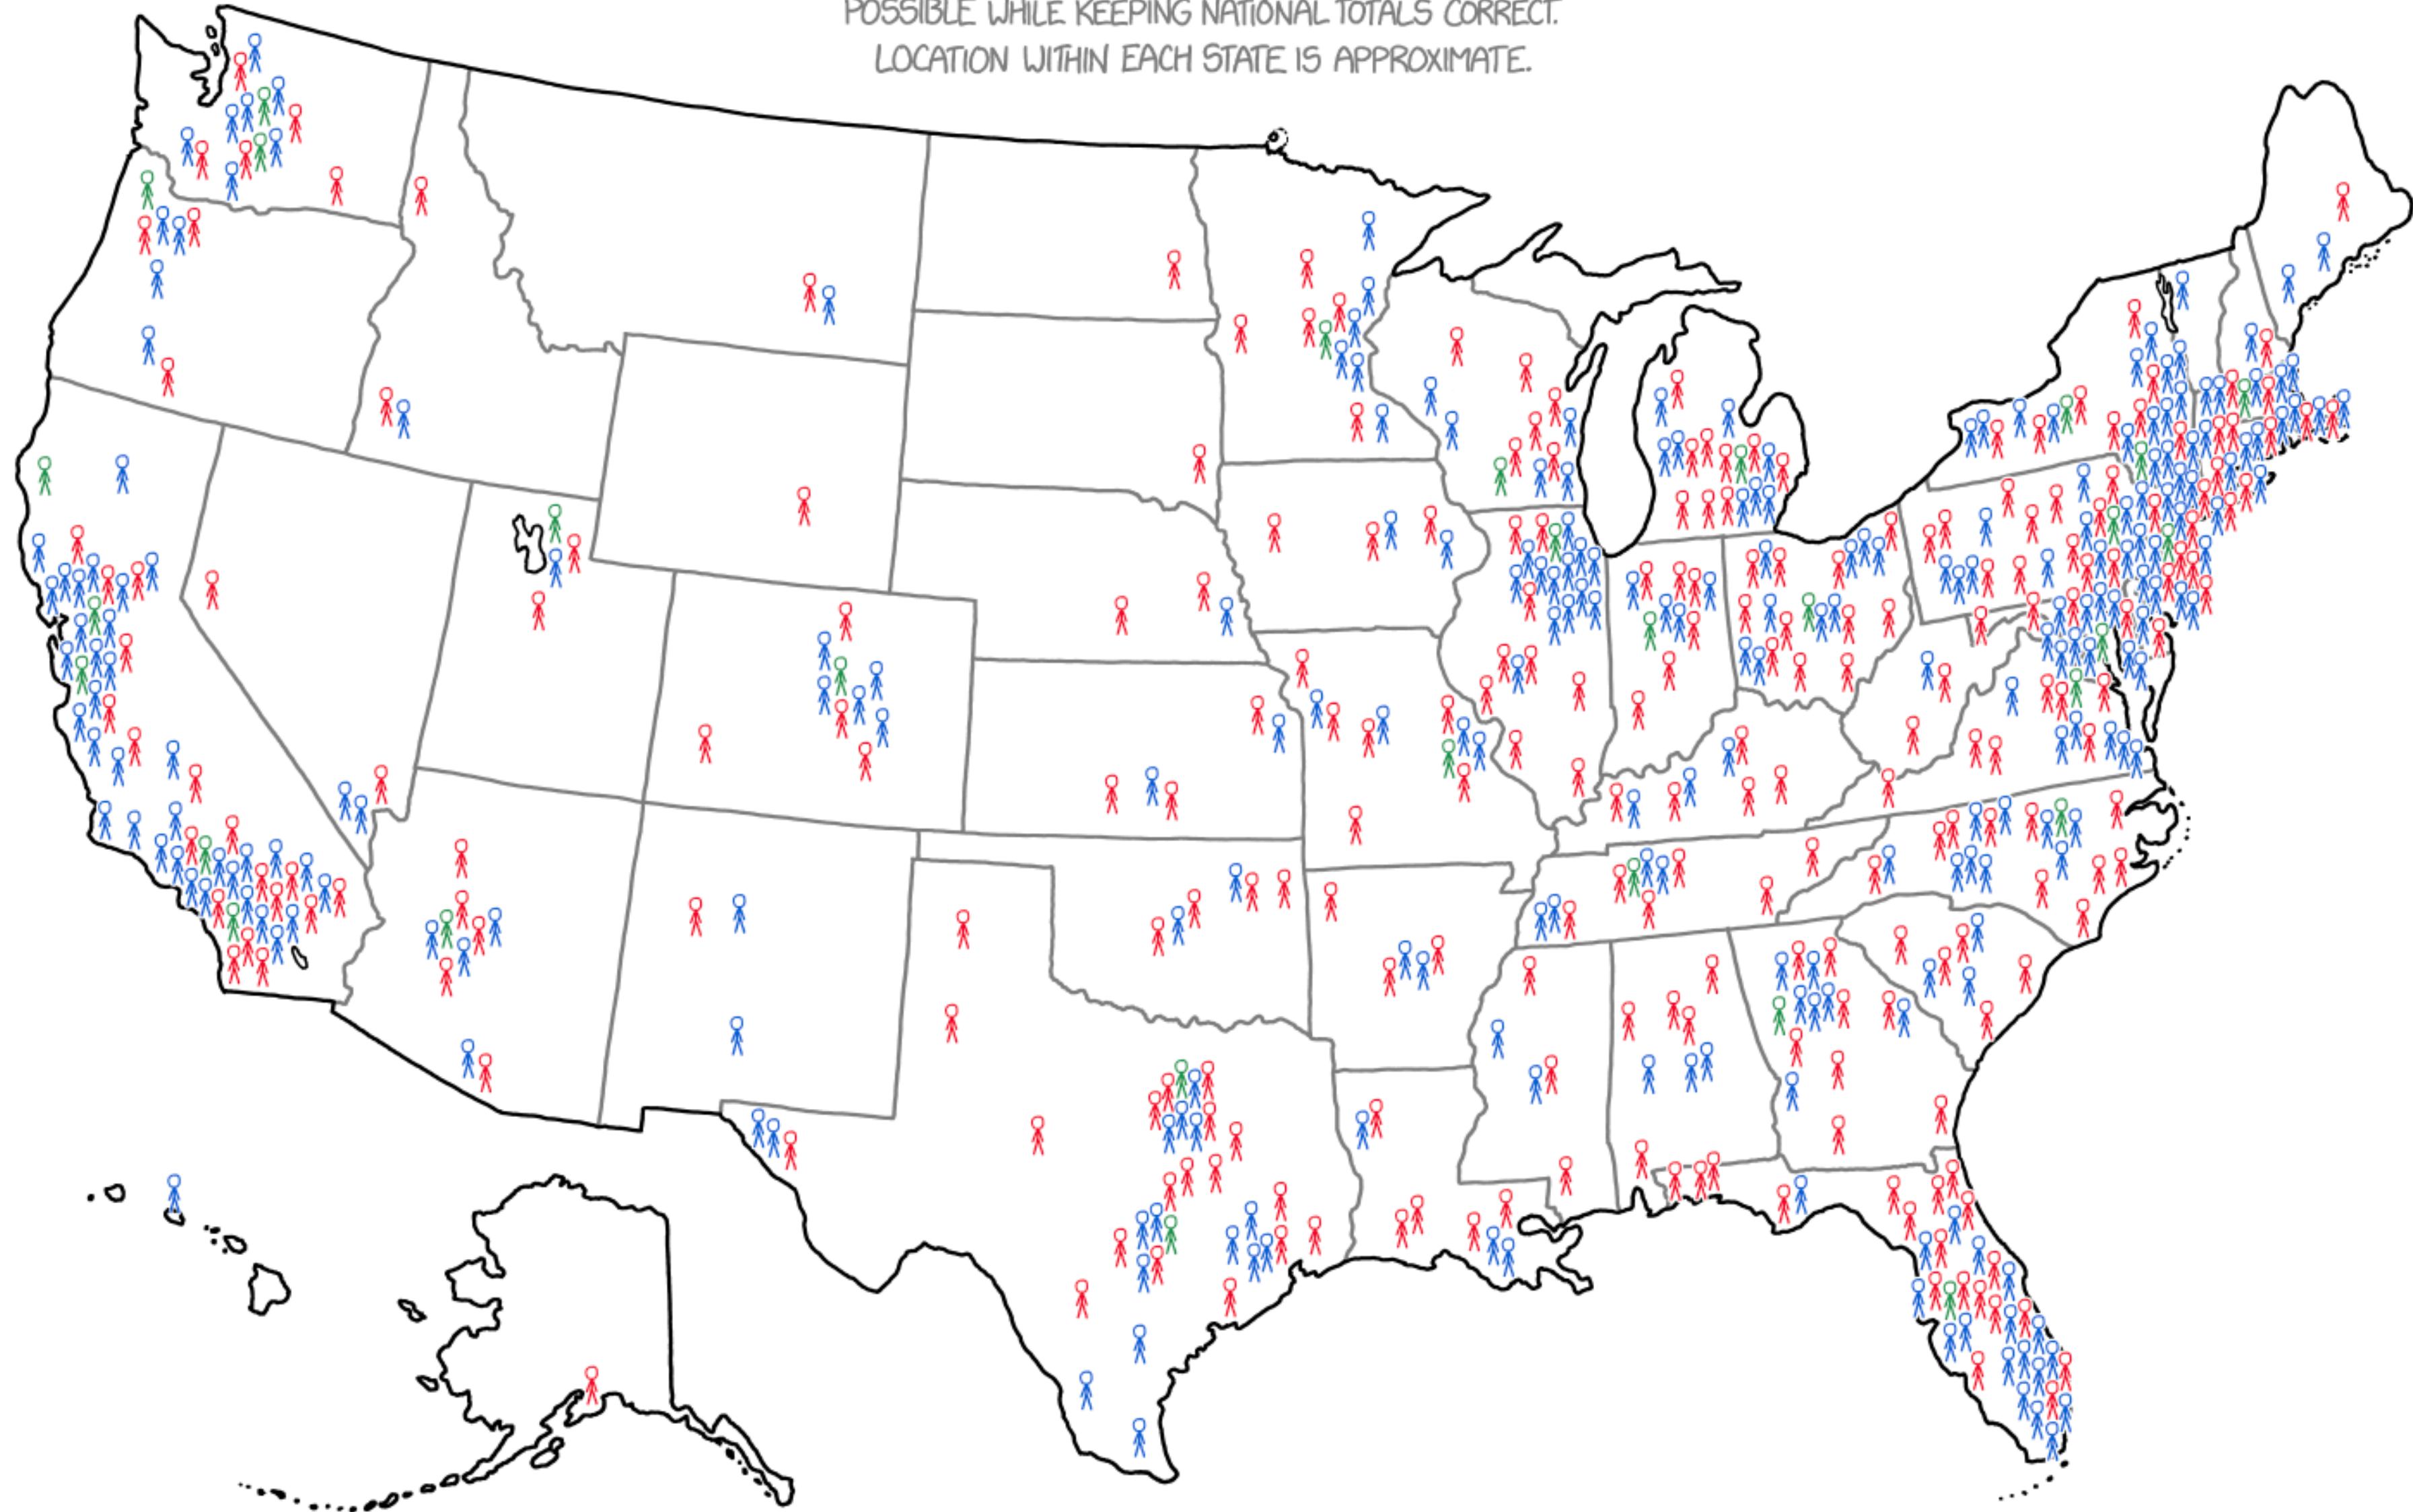 POSSIBLE WHILE KEEPING NATIONAL TOTALS CORRECT.
LOCATION WITHIN EACH STATE IS APPROXIMATE.